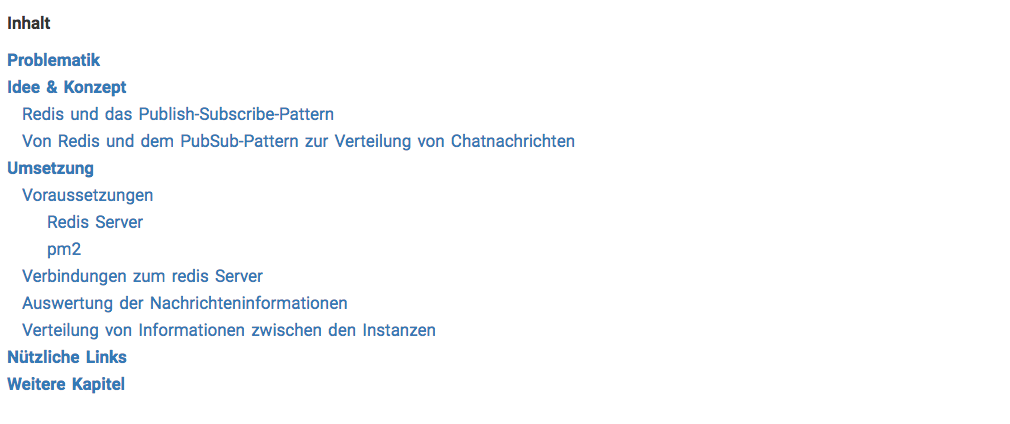 Inhalt
Problematik
Idee & Konzept
Redis und das Publish-Subscribe-Pattern
Von Redis und dem PubSub-Pattern zur Verteilung von Chatnachrichten
Umsetzung
Voraussetzungen
Redis Server
pm2
Verbindungen zum redis Server
Auswertung der Nachrichteninformationen
Verteilung von Informationen zwischen den Instanzen
Nützliche Links
Weitere Kapitel